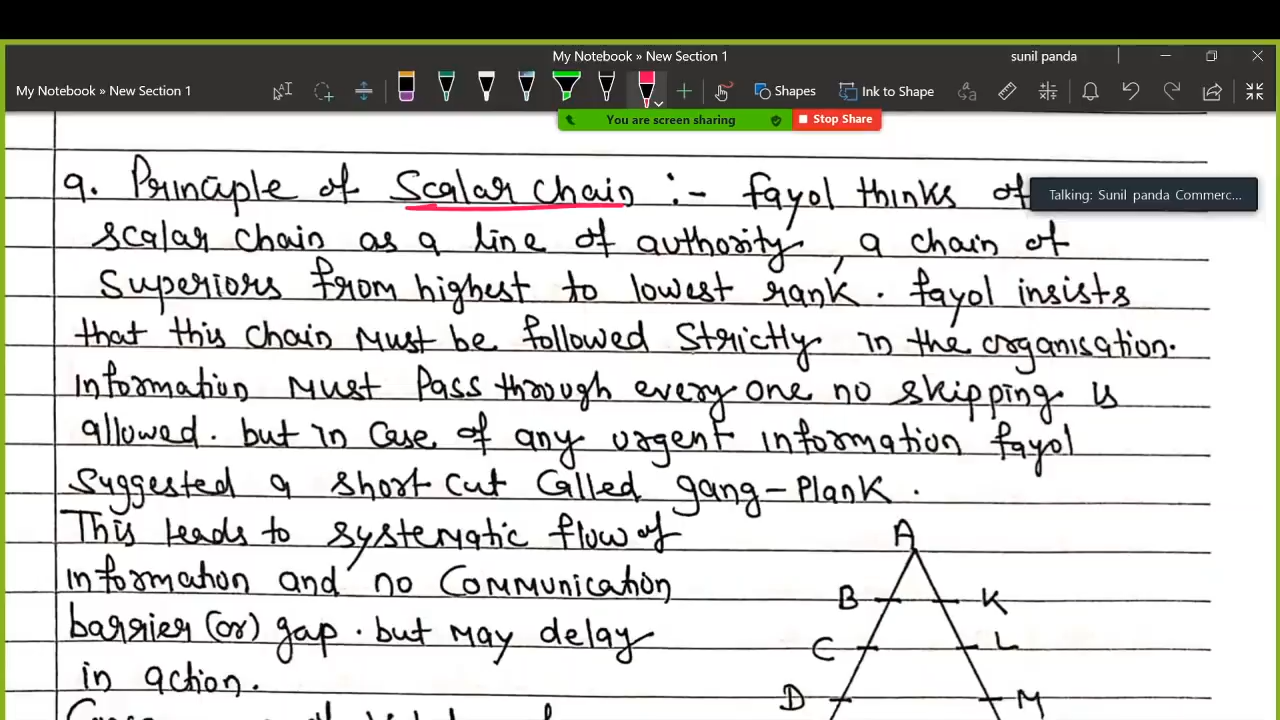 My Notebook » New Section 1
sunil panda
My Notebook » New Section 1
Shapes
Ink to Shape
You are screen sharing
Stop Share
9. Principle of Scalar Chain :- fayol thinks of
Talking: Sunil panda Commerc...
scalar chain as a line of authority, a chain of
Superiors from highest to lowest rank. fayol insists
that this chain must be followed strictly in the organisation.
Information must pass through every one no skipping is
allowed. but in case of any urgent information fayol
suggested a short cut called gang-Plank.
This leads to systematic flow of
information and no communication
barrier (or) gap. but may delay
in action.
A
B K
C L
D M